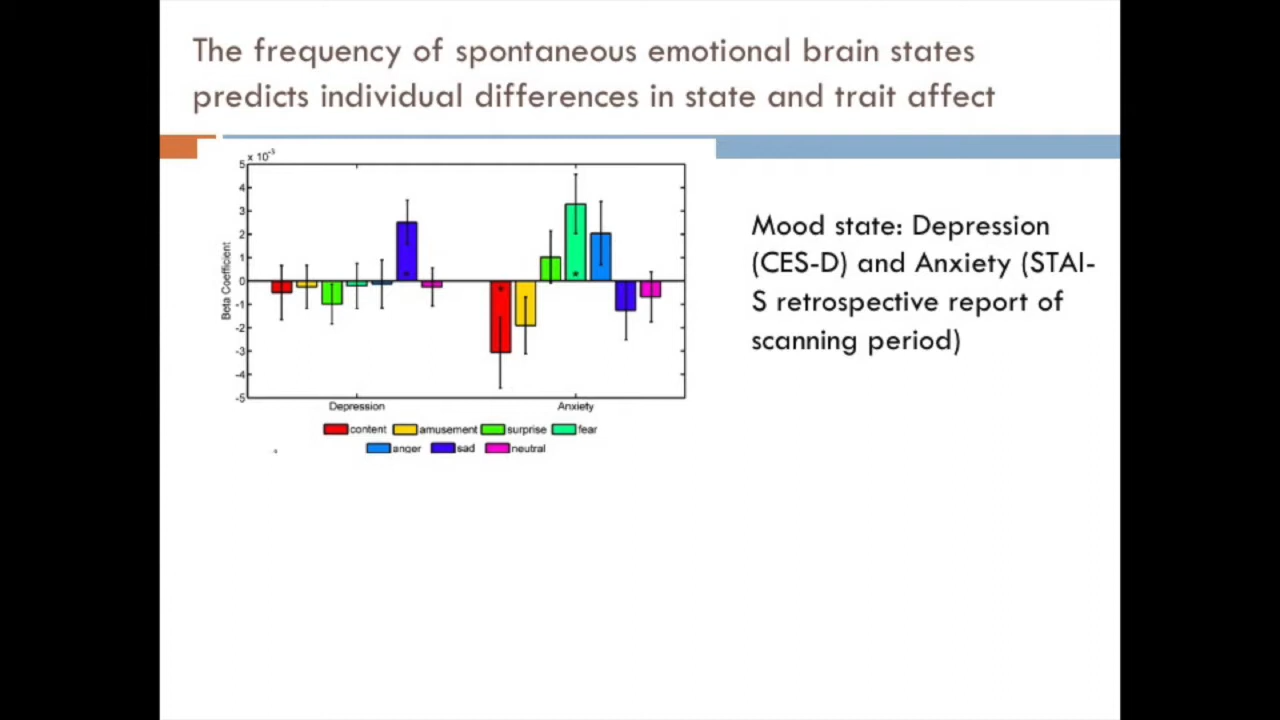 The frequency of spontaneous emotional brain states
predicts individual differences in state and trait affect
x 10⁻³
5
4
3
2
1
0
-1
-2
-3
-4
-5
Beta Coefficient
Depression Anxiety
content amusement surprise fear
anger sad neutral
Mood state: Depression
(CES-D) and Anxiety (STAI-
S retrospective report of
scanning period)